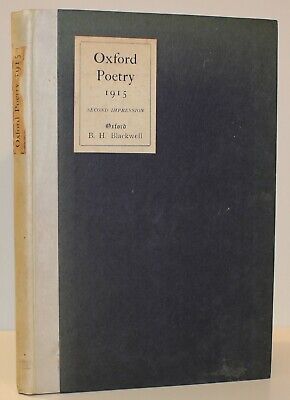 Oxford
Poetry
1915
SECOND IMPRESSION
Oxford
B. H. Blackwell
Oxford Poetry 1915